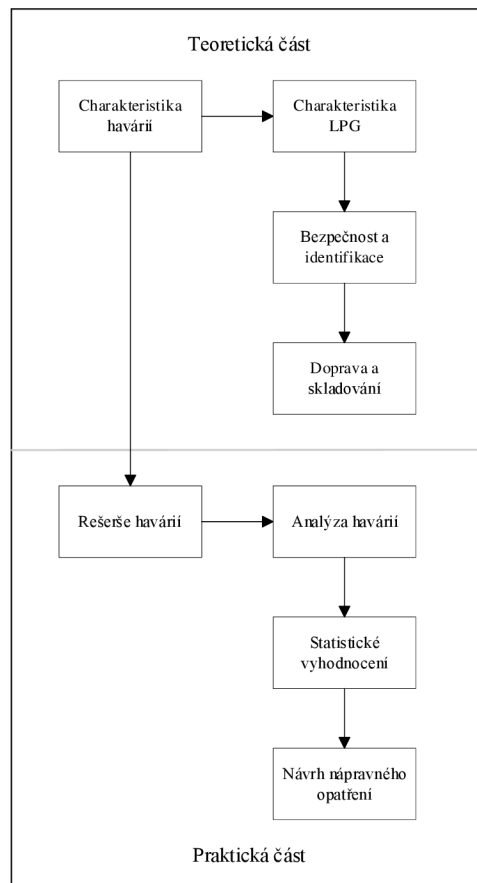 Teoretická část
Charakteristika
havárií
Charakteristika
LPG
Bezpečnost a
identifikace
Doprava a
skladování
Rešerše havárií
Analýza havárií
Statistické
vyhodnocení
Návrh nápravného
opatření
Praktická část